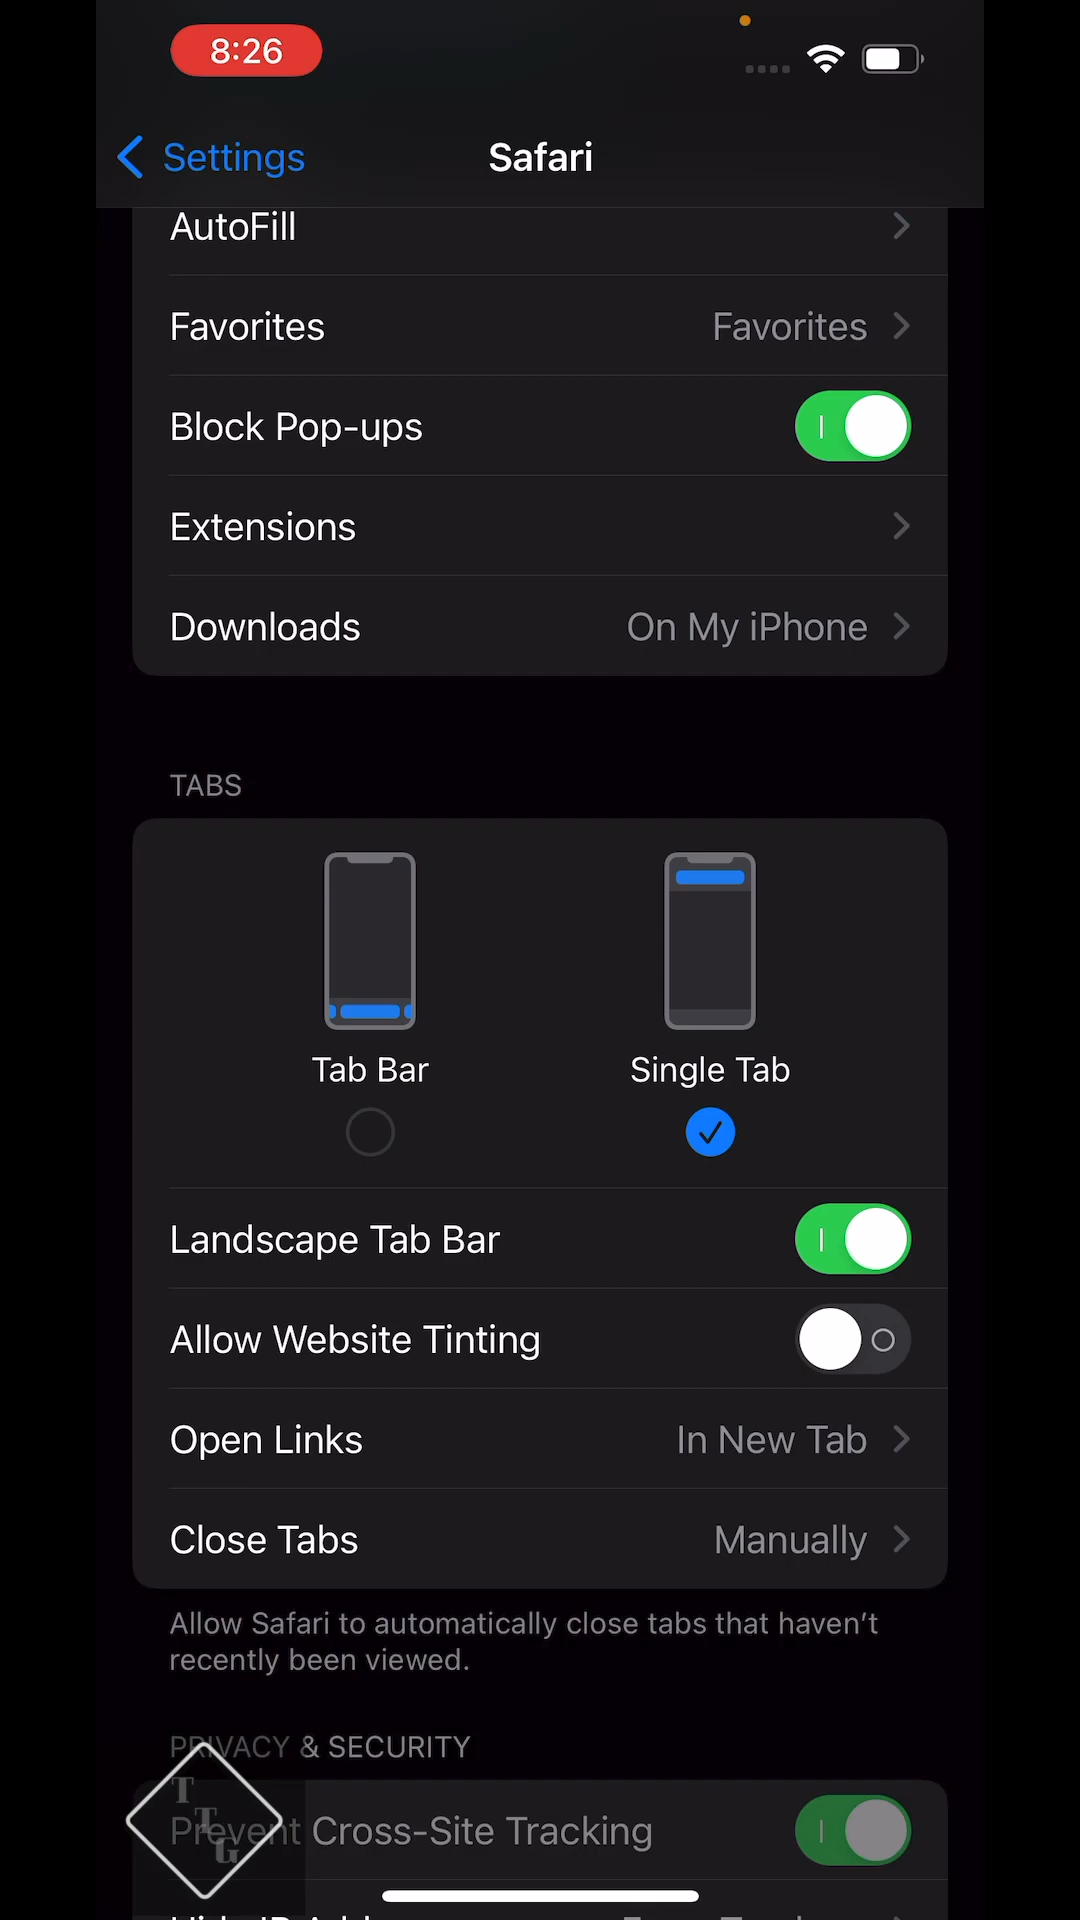 8:26
Settings
Safari
AutoFill
Favorites Favorites
Block Pop-ups
Extensions
Downloads On My iPhone
TABS
Tab Bar Single Tab
Landscape Tab Bar
Allow Website Tinting
Open Links In New Tab
Close Tabs Manually
Allow Safari to automatically close tabs that haven’t
recently been viewed.
PRIVACY & SECURITY
Prevent Cross-Site Tracking
TTG